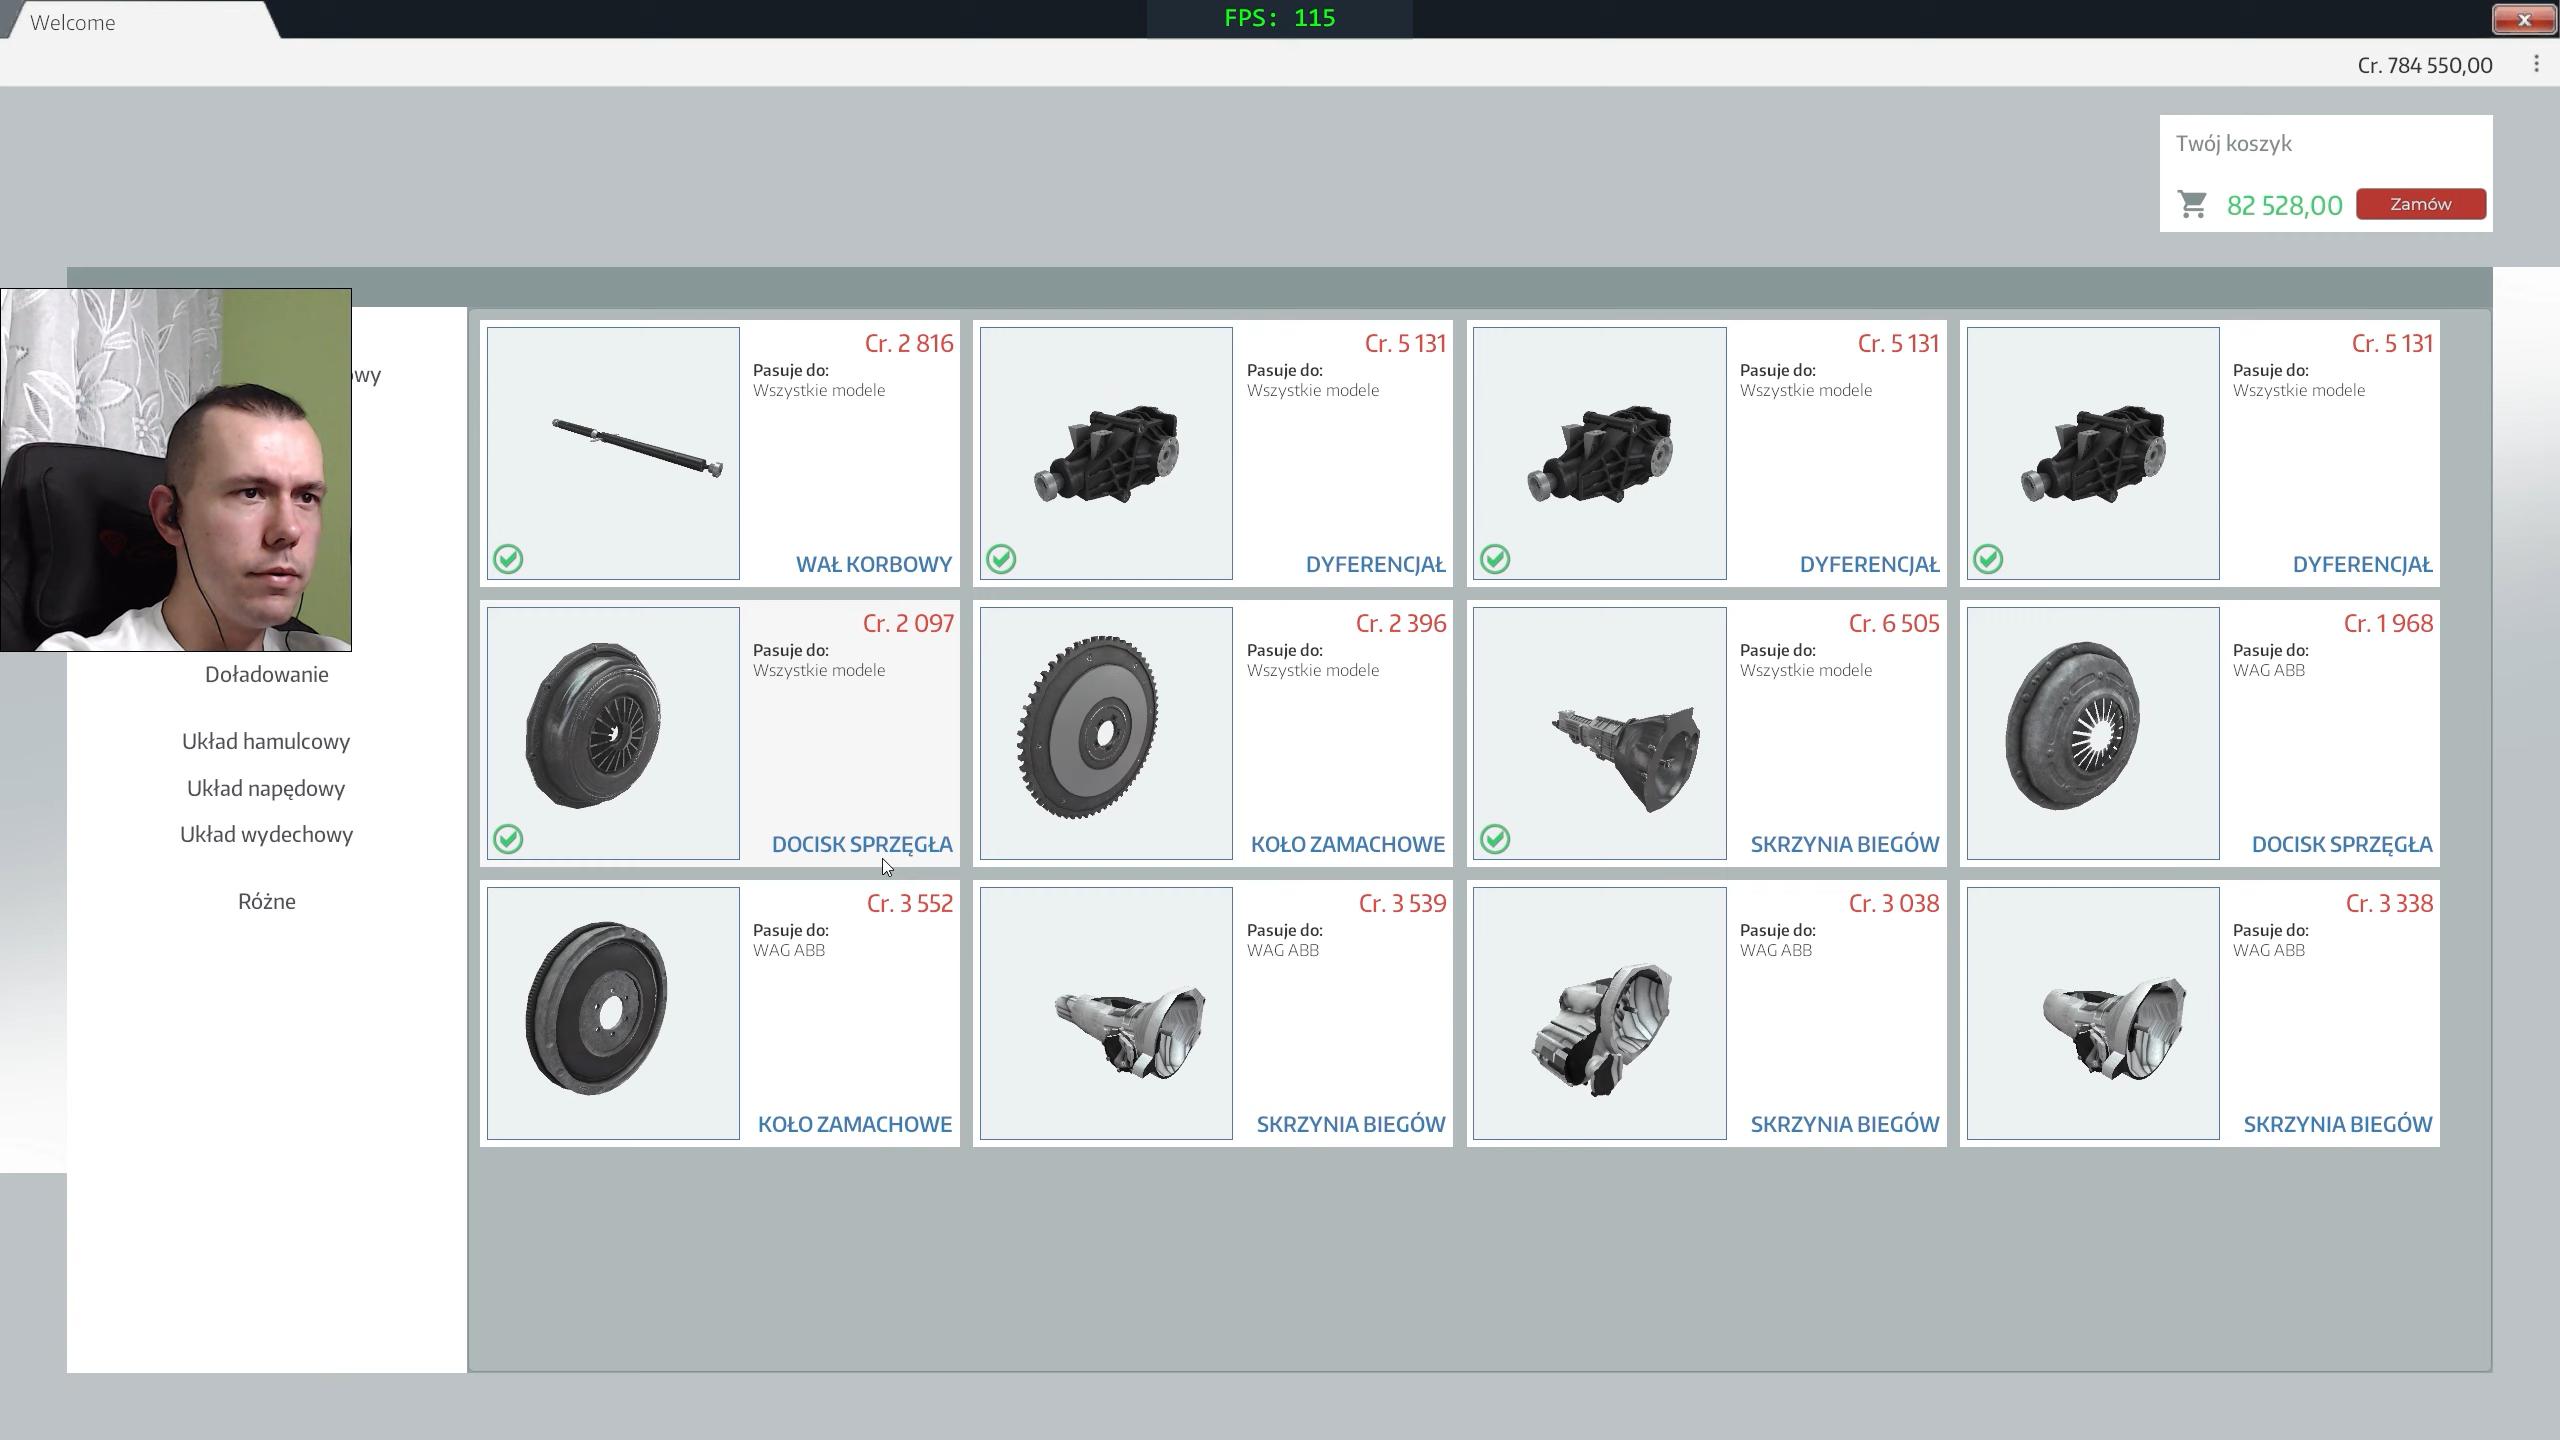 Welcome
FPS: 115
Cr. 784 550,00
Twój koszyk
82 528,00
Zamów
owy
Doładowanie
Układ hamulcowy
Układ napędowy
Układ wydechowy
Różne
Cr. 2 816
Pasuje do:
Wszystkie modele
WAŁ KORBOWY
Cr. 5 131
Pasuje do:
Wszystkie modele
DYFERENCJAŁ
Cr. 5 131
Pasuje do:
Wszystkie modele
DYFERENCJAŁ
Cr. 5 131
Pasuje do:
Wszystkie modele
DYFERENCJAŁ
Cr. 2 097
Pasuje do:
Wszystkie modele
DOCISK SPRZĘGŁA
Cr. 2 396
Pasuje do:
Wszystkie modele
KOŁO ZAMACHOWE
Cr. 6 505
Pasuje do:
Wszystkie modele
SKRZYNIA BIEGÓW
Cr. 1 968
Pasuje do:
WAG ABB
DOCISK SPRZĘGŁA
Cr. 3 552
Pasuje do:
WAG ABB
KOŁO ZAMACHOWE
Cr. 3 539
Pasuje do:
WAG ABB
SKRZYNIA BIEGÓW
Cr. 3 038
Pasuje do:
WAG ABB
SKRZYNIA BIEGÓW
Cr. 3 338
Pasuje do:
WAG ABB
SKRZYNIA BIEGÓW